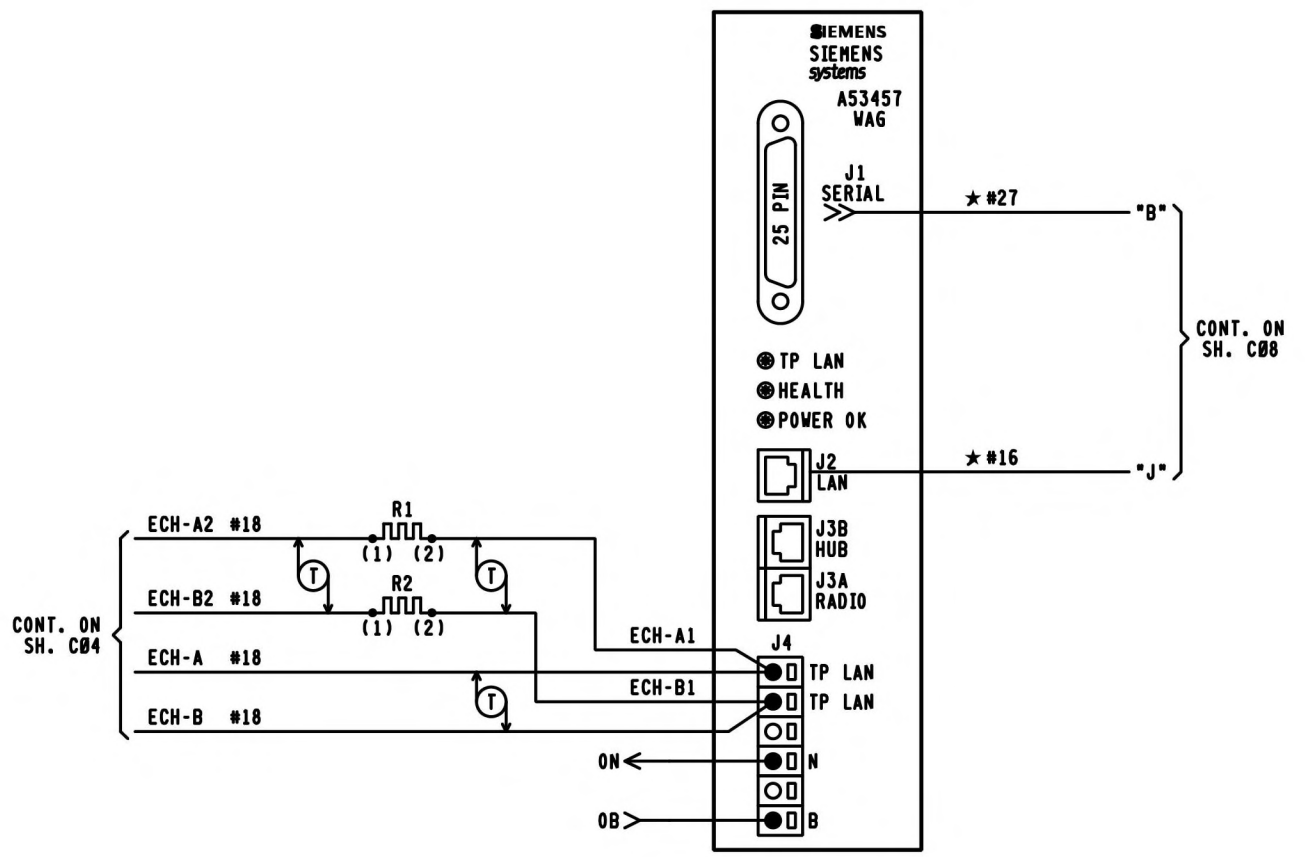 SIEMENS
SIEMENS
systems
A53457
WAG
25 PIN
J1
SERIAL
★ #27
"B"
CONT. ON
SH. CØ8
TP LAN
HEALTH
POWER OK
J2
LAN
★ #16
"J"
J3B
HUB
J3A
RADIO
ECH-A2 #18
R1
(1) (2)
T
T
ECH-B2 #18
R2
(1) (2)
CONT. ON
SH. CØ4
ECH-A #18
ECH-A1
J4
TP LAN
T
ECH-B1
TP LAN
ECH-B #18
ON
N
OB
B